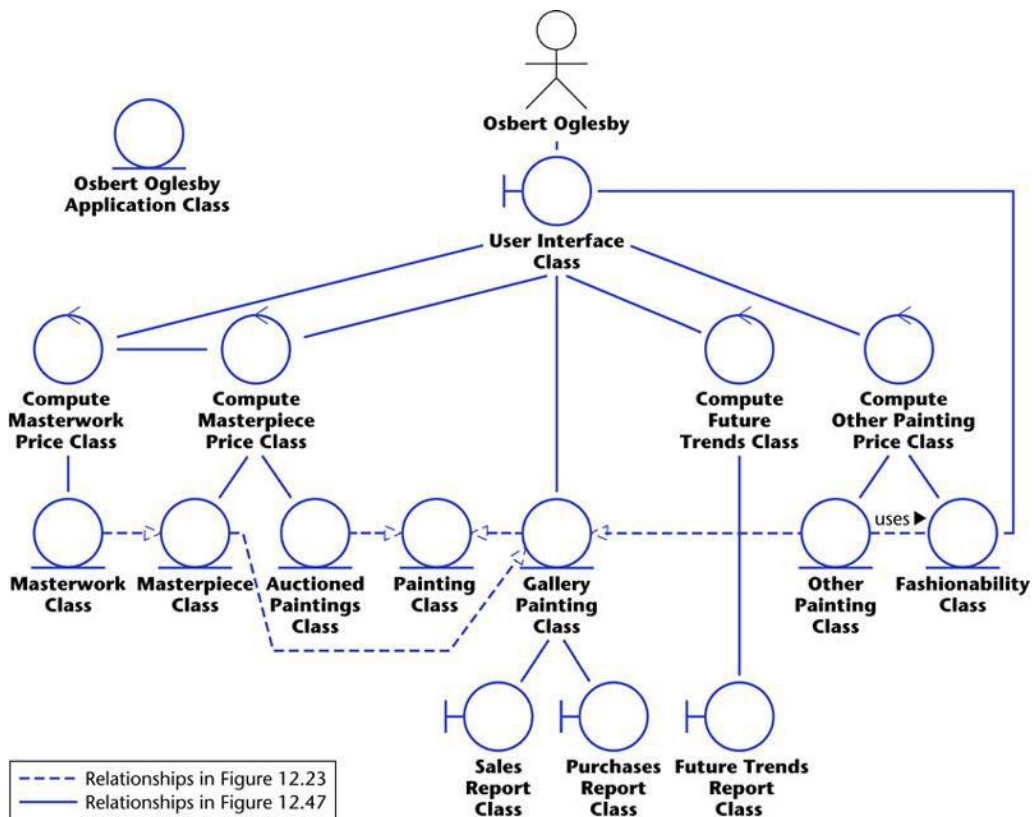 Osbert Oglesby
Osbert Oglesby
Application Class
User Interface
Class
Compute
Masterwork
Price Class
Compute
Masterpiece
Price Class
Compute
Future
Trends Class
Compute
Other Painting
Price Class
uses
Masterwork
Class
Masterpiece
Class
Auctioned
Paintings
Class
Painting
Class
Gallery
Painting
Class
Other
Painting
Class
Fashionability
Class
Sales
Report
Class
Purchases
Report
Class
Future Trends
Report
Class
Relationships in Figure 12.23
Relationships in Figure 12.47